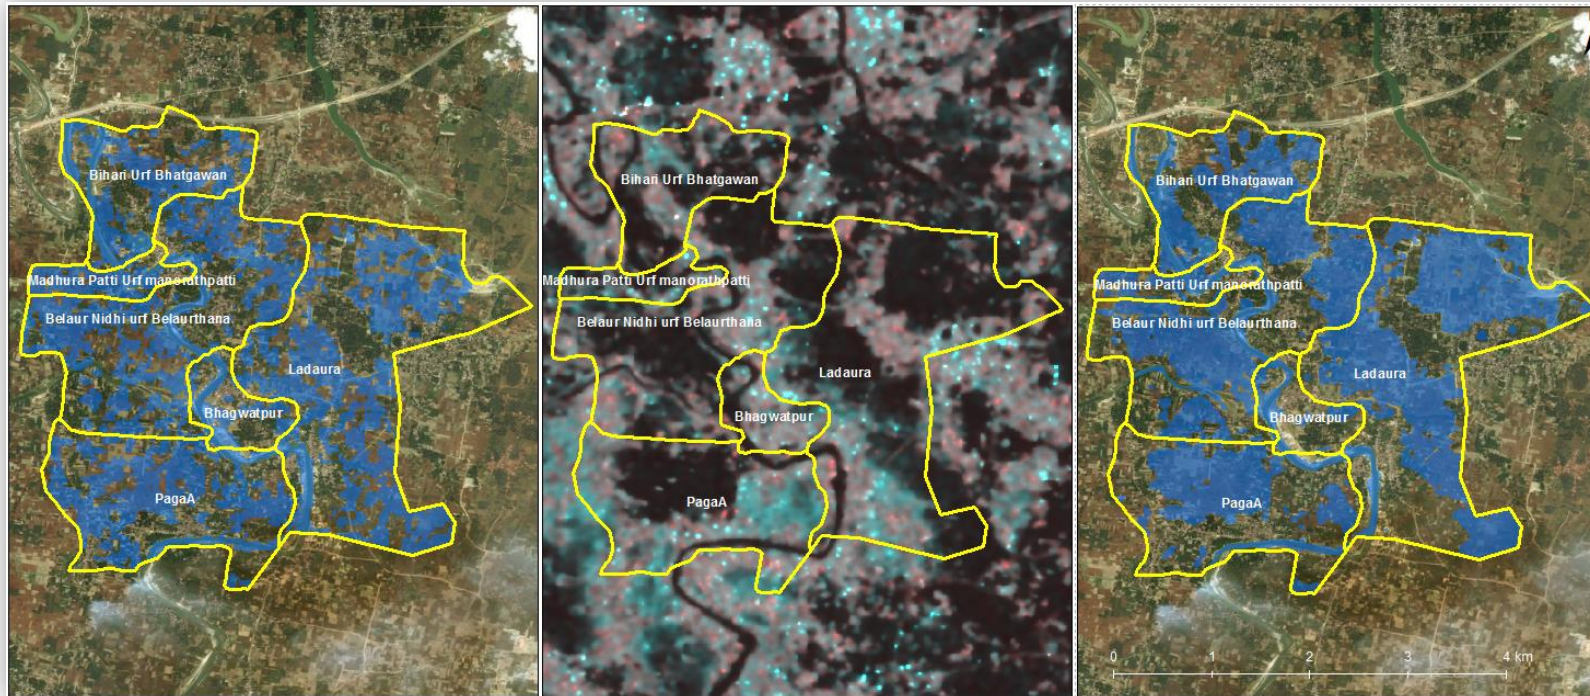 Bihari Urf Bhatgawan
Madhura Patti Urf manorathpatti
Belaur Nidhi urf Belaurthana
Ladaura
Bhagwatpur
PagaA
Bihari Urf Bhatgawan
Madhura Patti Urf manorathpatti
Belaur Nidhi urf Belaurthana
Ladaura
Bhagwatpur
PagaA
Bihari Urf Bhatgawan
Madhura Patti Urf manorathpatti
Belaur Nidhi urf Belaurthana
Ladaura
Bhagwatpur
PagaA
0 1 2 3 4 km